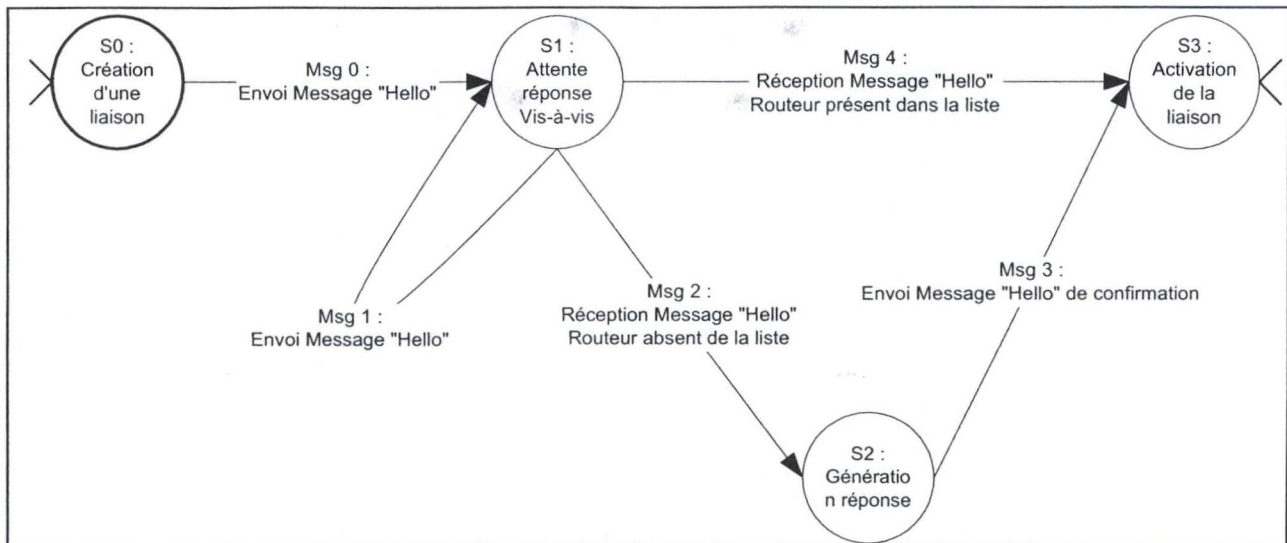 S0 :
Création
d'une
liaison
Msg 0 :
Envoi Message "Hello"
S1 :
Attente
réponse
Vis-à-vis
Msg 4 :
Réception Message "Hello"
Routeur présent dans la liste
S3 :
Activation
de la
liaison
Msg 1 :
Envoi Message "Hello"
Msg 2 :
Réception Message "Hello"
Routeur absent de la liste
Msg 3 :
Envoi Message "Hello" de confirmation
S2 :
Génératio
n réponse